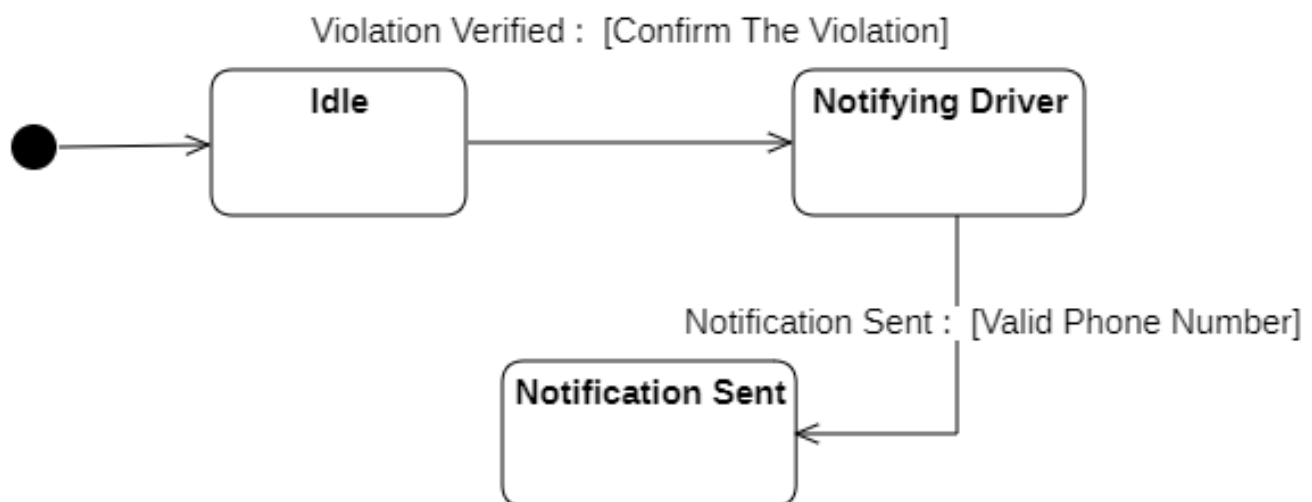 Violation Verified :  [Confirm The Violation]
Idle
Notifying Driver
Notification Sent :  [Valid Phone Number]
Notification Sent